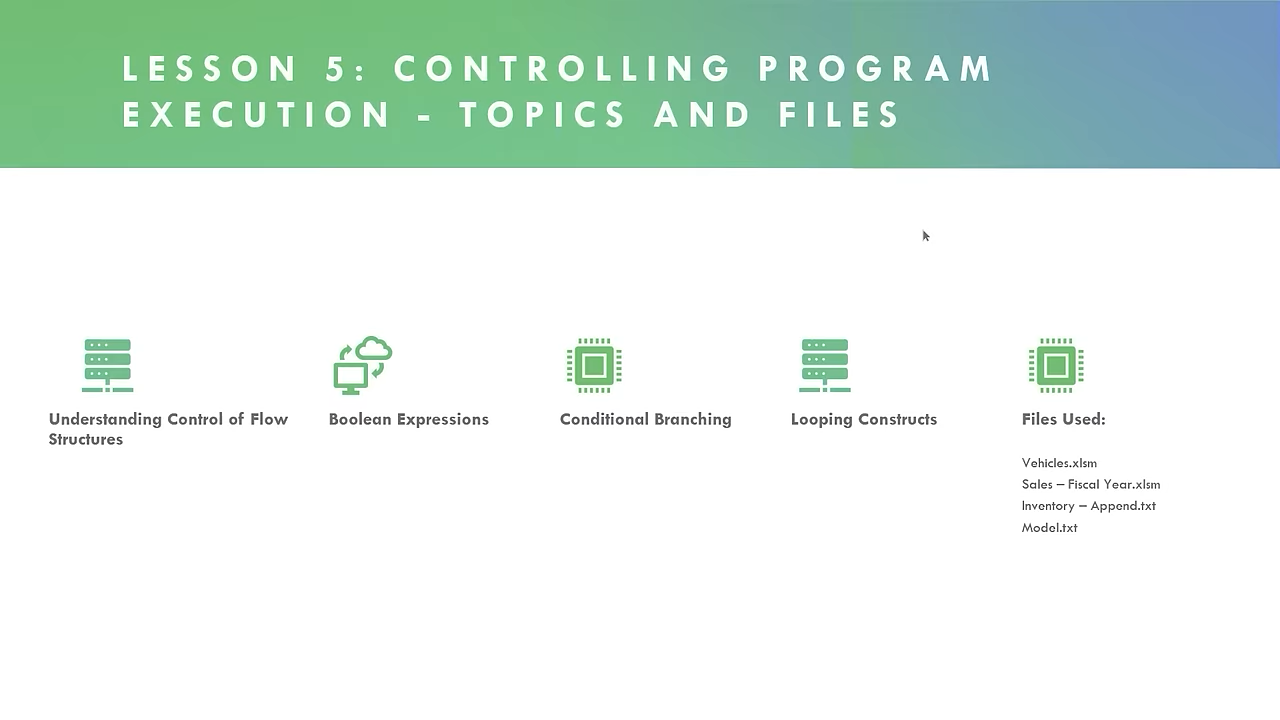 LESSON 5: CONTROLLING PROGRAM
EXECUTION - TOPICS AND FILES
Understanding Control of Flow
Structures
Boolean Expressions
Conditional Branching
Looping Constructs
Files Used:
Vehicles.xlsm
Sales – Fiscal Year.xlsm
Inventory – Append.txt
Model.txt